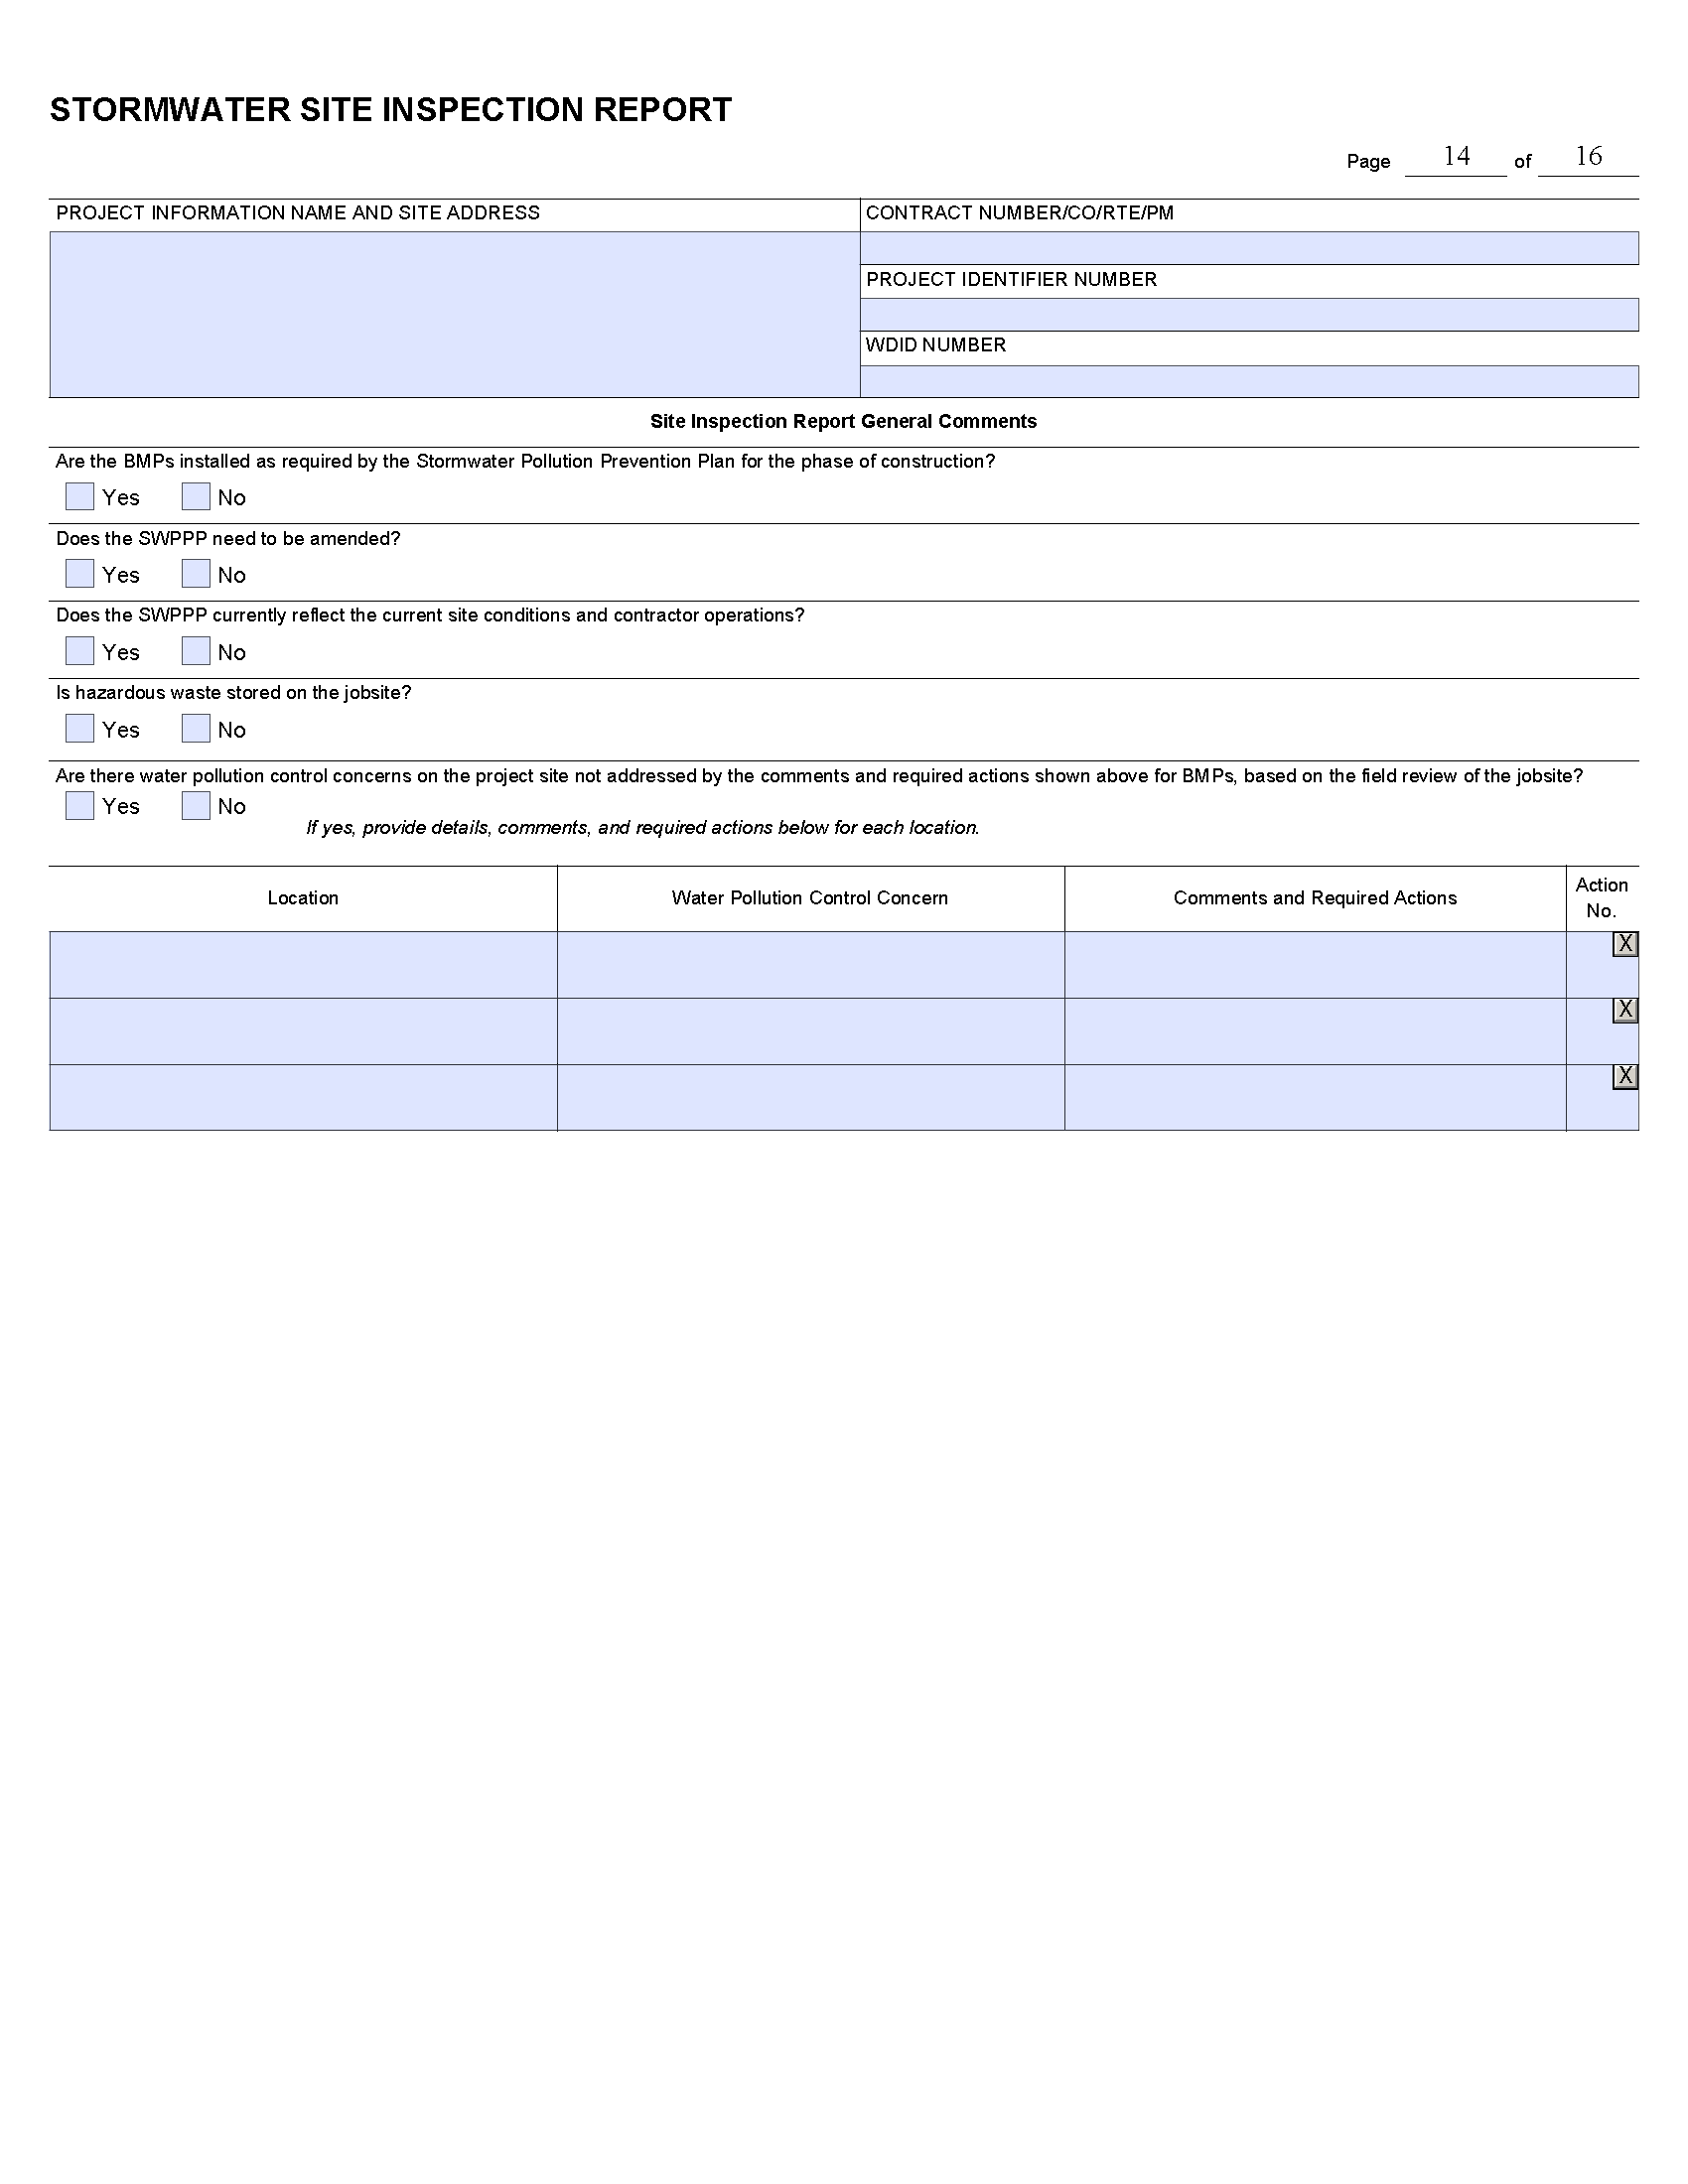 STORMWATER SITE INSPECTION REPORT
Page 14 of 16
PROJECT INFORMATION NAME AND SITE ADDRESS
CONTRACT NUMBER/CO/RTE/PM
PROJECT IDENTIFIER NUMBER
WDID NUMBER
Site Inspection Report General Comments
Are the BMPs installed as required by the Stormwater Pollution Prevention Plan for the phase of construction?
Yes No
Does the SWPPP need to be amended?
Yes No
Does the SWPPP currently reflect the current site conditions and contractor operations?
Yes No
Is hazardous waste stored on the jobsite?
Yes No
Are there water pollution control concerns on the project site not addressed by the comments and required actions shown above for BMPs, based on the field review of the jobsite?
Yes No
If yes, provide details, comments, and required actions below for each location.
Location Water Pollution Control Concern Comments and Required Actions Action
No.
X
X
X